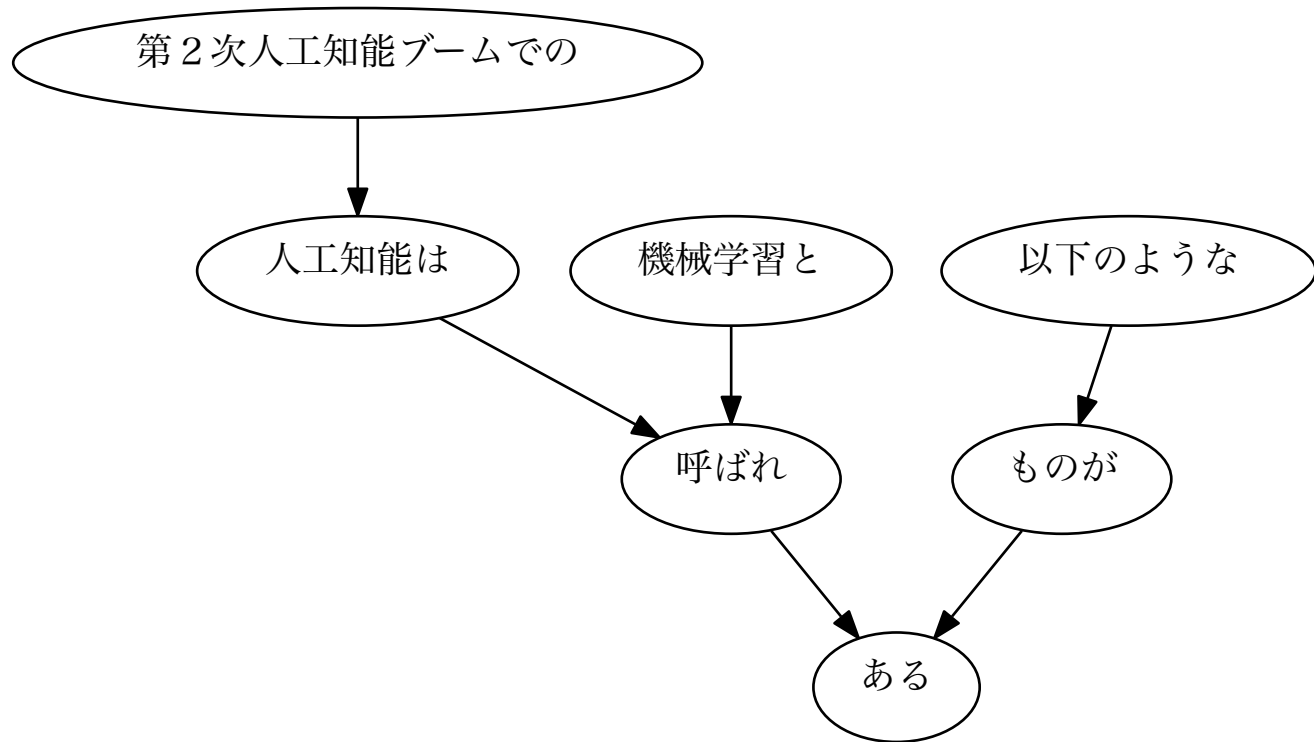 第２次人工知能ブームでの
人工知能は
機械学習と
以下のような
呼ばれ
ものが
ある